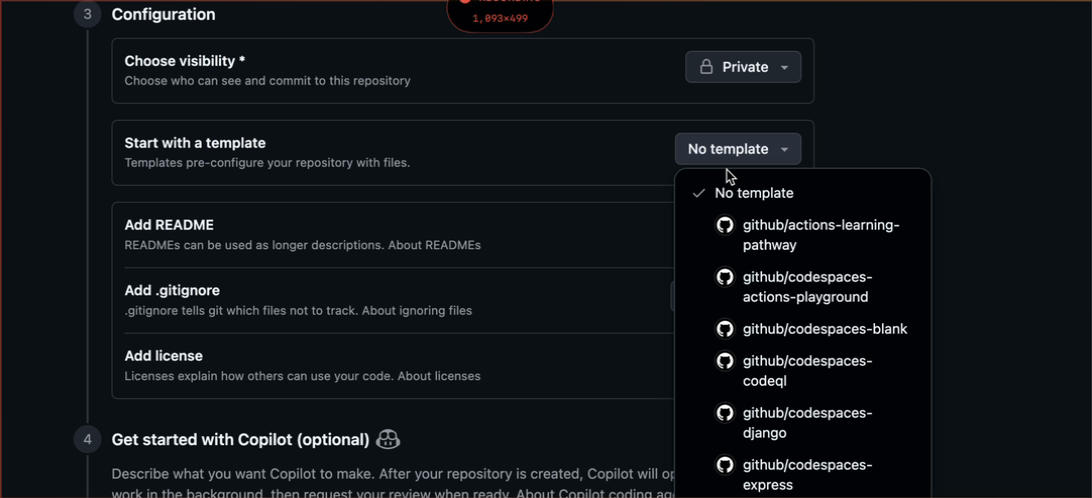 1,093×499
3 Configuration
Choose visibility *
Choose who can see and commit to this repository
Private
Start with a template
Templates pre-configure your repository with files.
No template
No template
github/actions-learning-
pathway
github/codespaces-
actions-playground
github/codespaces-blank
github/codespaces-
codeql
github/codespaces-
django
github/codespaces-
express
Add README
READMEs can be used as longer descriptions. About READMEs
Add .gitignore
.gitignore tells git which files not to track. About ignoring files
Add license
Licenses explain how others can use your code. About licenses
4 Get started with Copilot (optional)
Describe what you want Copilot to make. After your repository is created, Copilot will
work in the background, then request your review when ready. About Copilot coding